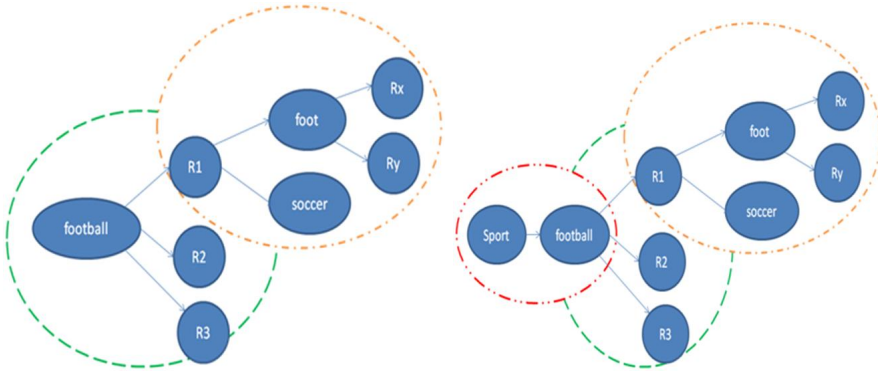 Rx
foot
R1
Ry
soccer
football
R2
R3
Rx
foot
R1
Ry
soccer
Sport
football
R2
R3